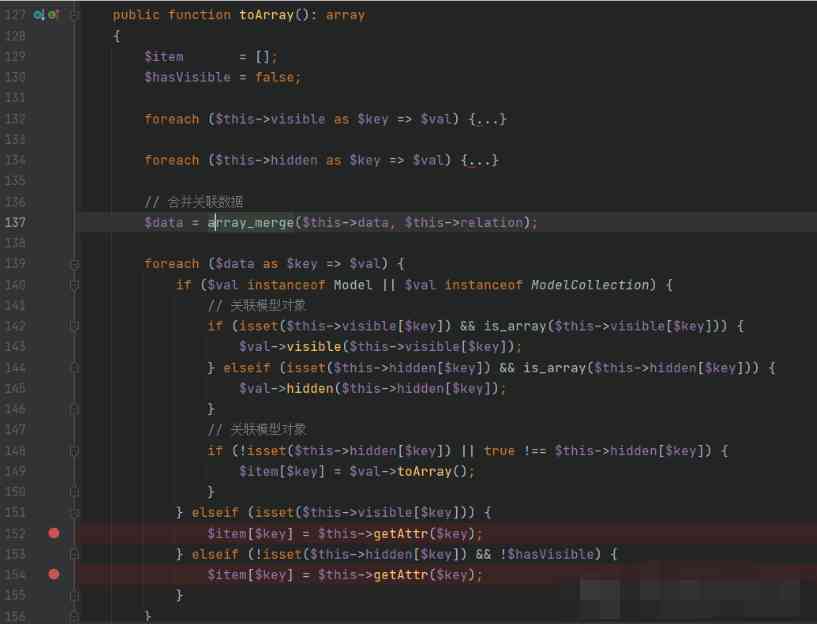 127 public function toArray(): array
128 {
129 $item = [];
130 $hasVisible = false;
131
132 foreach ($this->visible as $key => $val) {...}
133
134 foreach ($this->hidden as $key => $val) {...}
135
136 // 合并关联数据
137 $data = array_merge($this->data, $this->relation);
138
139 foreach ($data as $key => $val) {
140 if ($val instanceof Model || $val instanceof ModelCollection) {
141 // 关联模型对象
142 if (isset($this->visible[$key]) && is_array($this->visible[$key])) {
143 $val->visible($this->visible[$key]);
144 } elseif (isset($this->hidden[$key]) && is_array($this->hidden[$key])) {
145 $val->hidden($this->hidden[$key]);
146 }
147 // 关联模型对象
148 if (!isset($this->hidden[$key]) || true !== $this->hidden[$key]) {
149 $item[$key] = $val->toArray();
150 }
151 } elseif (isset($this->visible[$key])) {
152 $item[$key] = $this->getAttr($key);
153 } elseif (!isset($this->hidden[$key]) && !$hasVisible) {
154 $item[$key] = $this->getAttr($key);
155 }
156 }